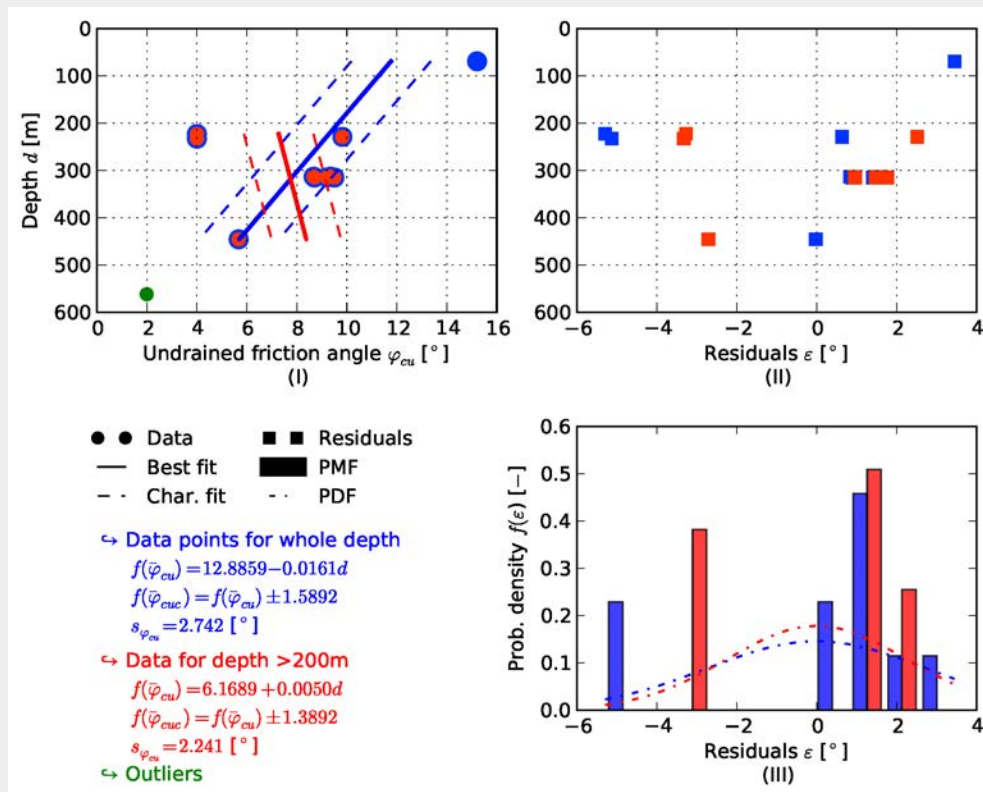 0
100
200
300
400
500
600
Depth d [m]
0 2 4 6 8 10 12 14 16
Undrained friction angle φcu [°]
(I)
0
100
200
300
400
500
600
−6 −4 −2 0 2 4
Residuals ε [°]
(II)
Data
Residuals
Best fit
PMF
Char. fit
PDF
↪ Data points for whole depth
f(φ̄cu)=12.8859−0.0161d
f(φ̄cuc)=f(φ̄cu)±1.5892
sφcu=2.742 [°]
↪ Data for depth >200m
f(φ̄cu)=6.1689+0.0050d
f(φ̄cuc)=f(φ̄cu)±1.3892
sφcu=2.241 [°]
↪ Outliers
0.6
0.5
0.4
0.3
0.2
0.1
0.0
Prob. density f(ε) [−]
−6 −4 −2 0 2 4
Residuals ε [°]
(III)